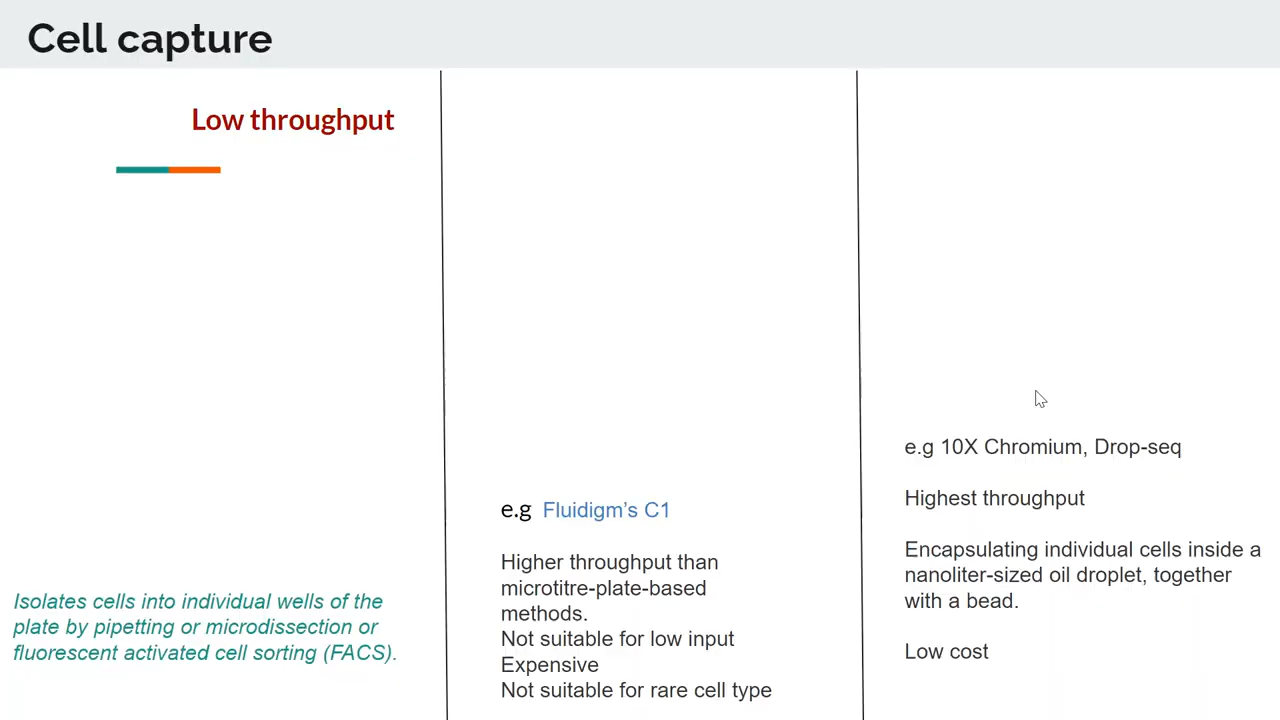 Cell capture
Low throughput
Isolates cells into individual wells of the
plate by pipetting or microdissection or
fluorescent activated cell sorting (FACS).
e.g Fluidigm's C1
Higher throughput than
microtitre-plate-based
methods.
Not suitable for low input
Expensive
Not suitable for rare cell type
e.g 10X Chromium, Drop-seq
Highest throughput
Encapsulating individual cells inside a
nanoliter-sized oil droplet, together
with a bead.
Low cost